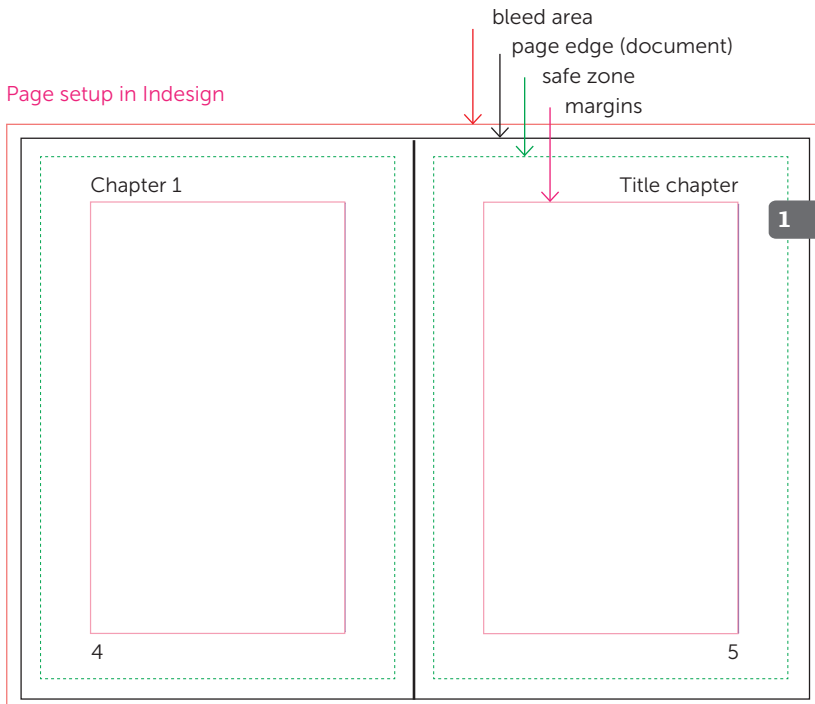 bleed area
page edge (document)
safe zone
margins
Page setup in Indesign
Chapter 1
Title chapter
1
4
5